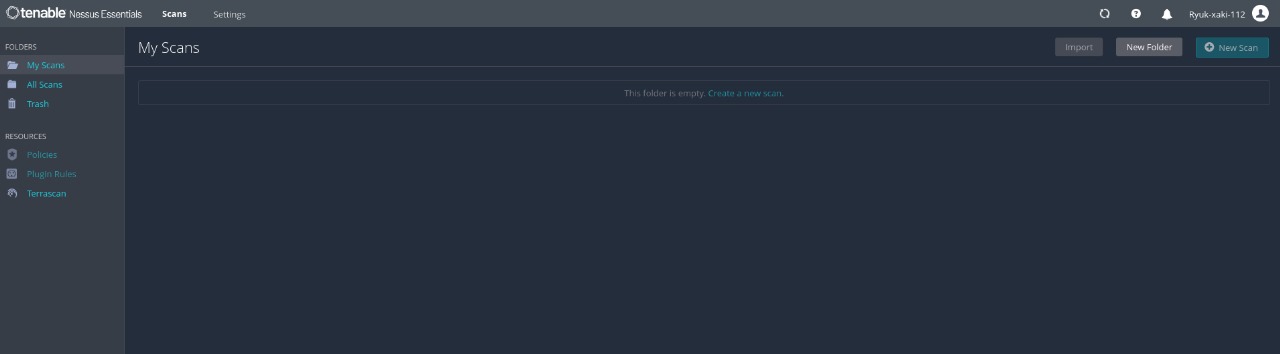 tenable Nessus Essentials Scans Settings Ryuk-xaki-112
FOLDERS
My Scans
All Scans
Trash
RESOURCES
Policies
Plugin Rules
Terrascan
My Scans Import New Folder New Scan
This folder is empty. Create a new scan.